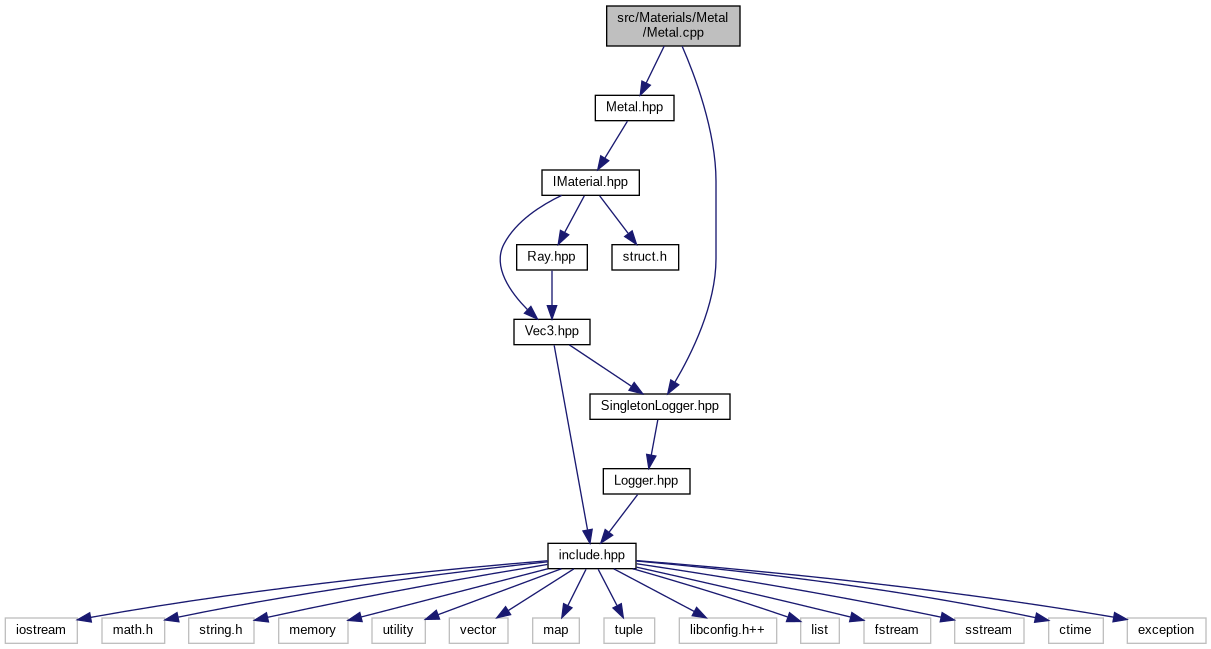 src/Materials/Metal
/Metal.cpp
Metal.hpp
IMaterial.hpp
Ray.hpp
struct.h
Vec3.hpp
SingletonLogger.hpp
Logger.hpp
include.hpp
iostream
math.h
string.h
memory
utility
vector
map
tuple
libconfig.h++
list
fstream
sstream
ctime
exception